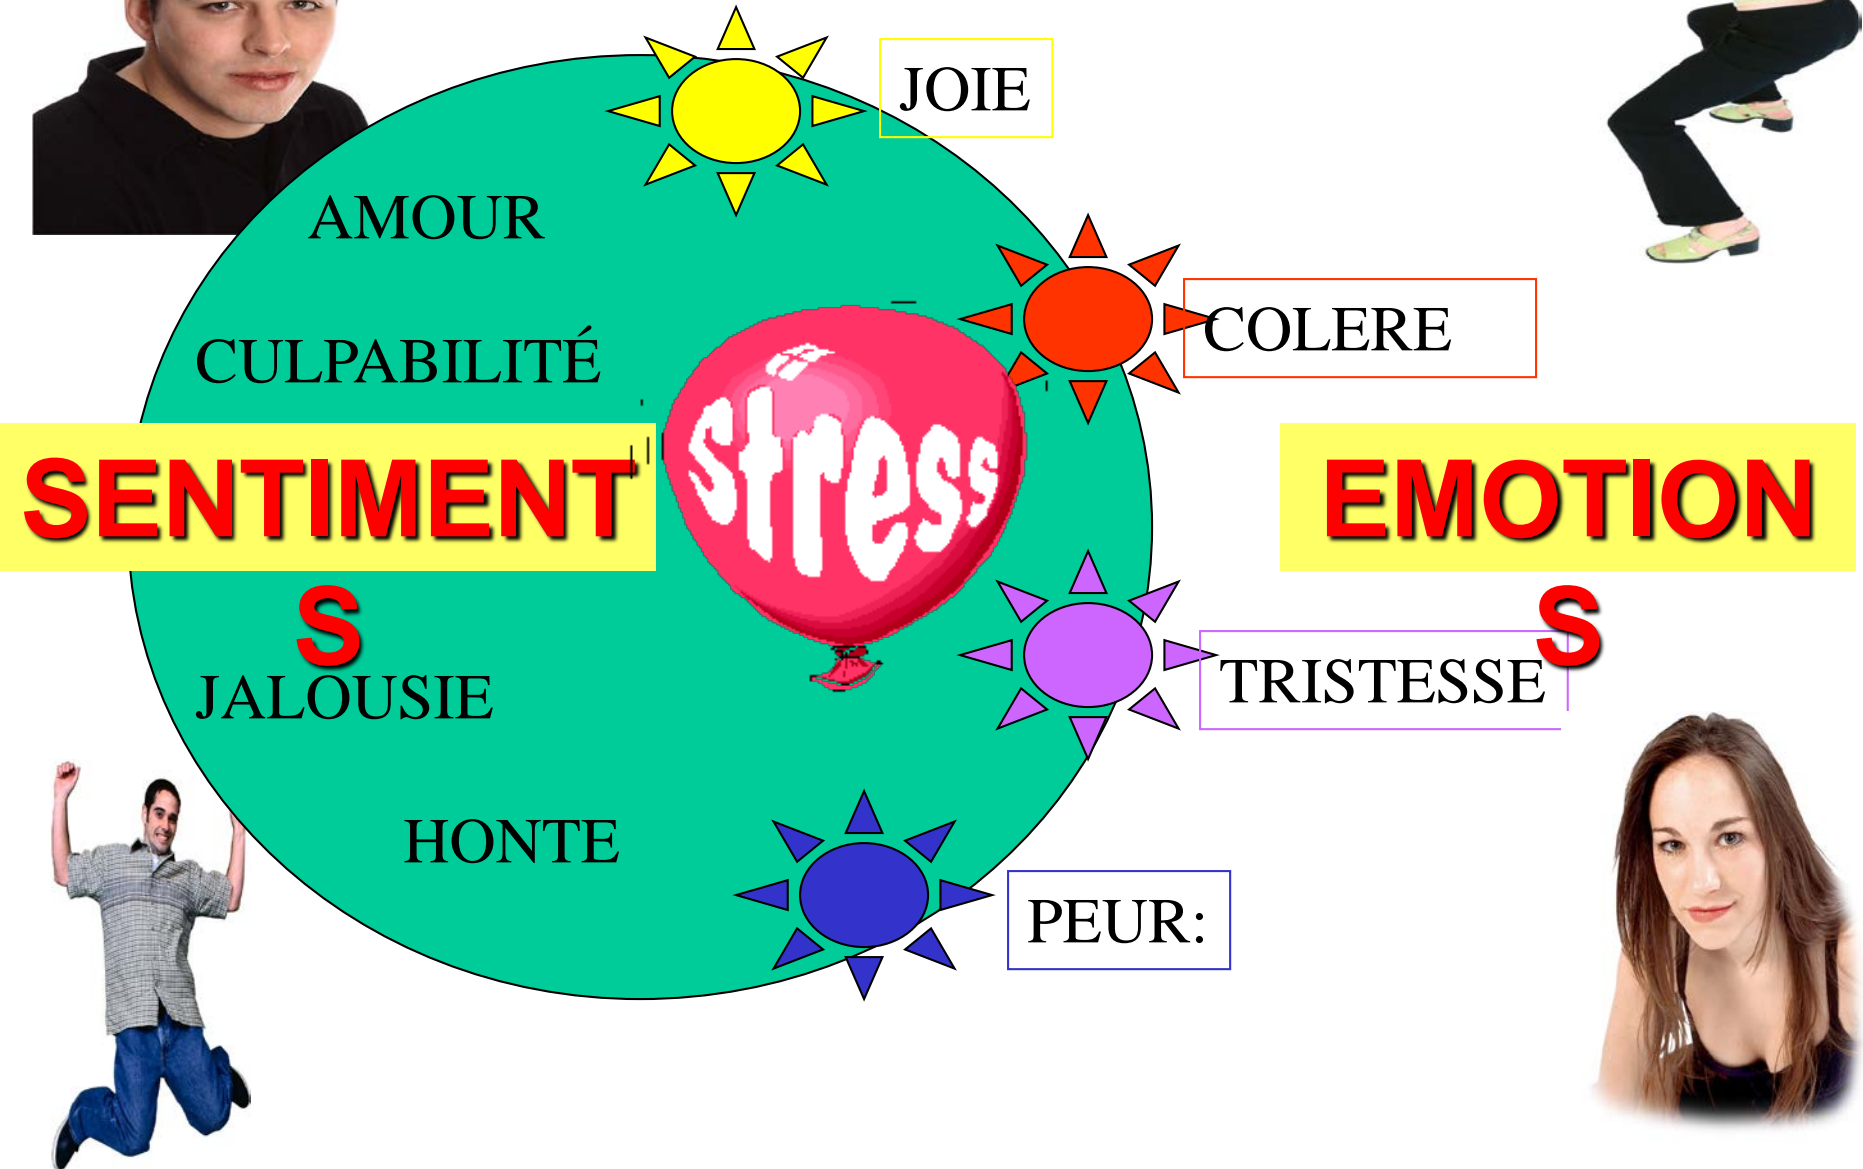 JOIE
AMOUR
COLERE
CULPABILITÉ
stress
SENTIMENT
S
EMOTION
S
TRISTESSE
JALOUSIE
HONTE
PEUR: